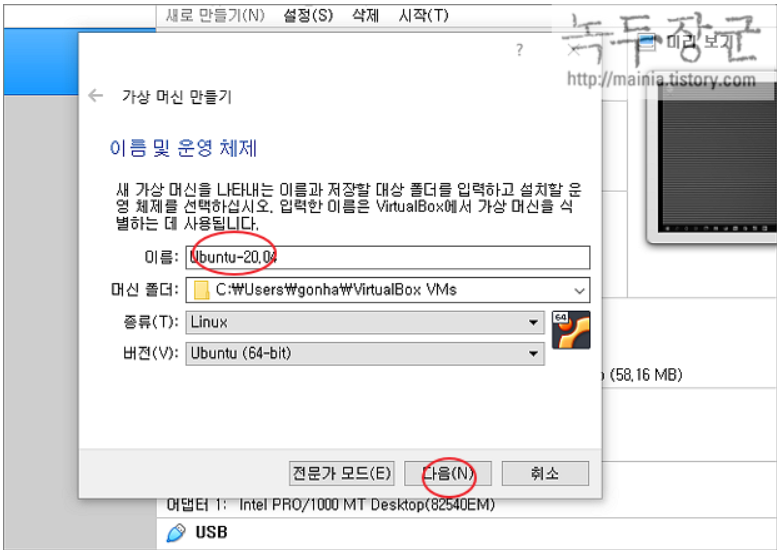 새로 만들기(N) 설정(S) 삭제 시작(T)
녹두장군
미리 보기
http://mainia.tistory.com
?
가상 머신 만들기
이름 및 운영 체제
새 가상 머신을 나타내는 이름과 저장할 대상 폴더를 입력하고 설치할 운
영 체제를 선택하십시오. 입력한 이름은 VirtualBox에서 가상 머신을 식
별하는 데 사용됩니다.
이름: Ubuntu-20.04
머신 폴더: C:₩Users₩gonha₩VirtualBox VMs
종류(T): Linux
64
버전(V): Ubuntu (64-bit)
(58,16 MB)
전문가 모드(E) 다음(N) 취소
어댑터 1: Intel PRO/1000 MT Desktop(82540EM)
USB